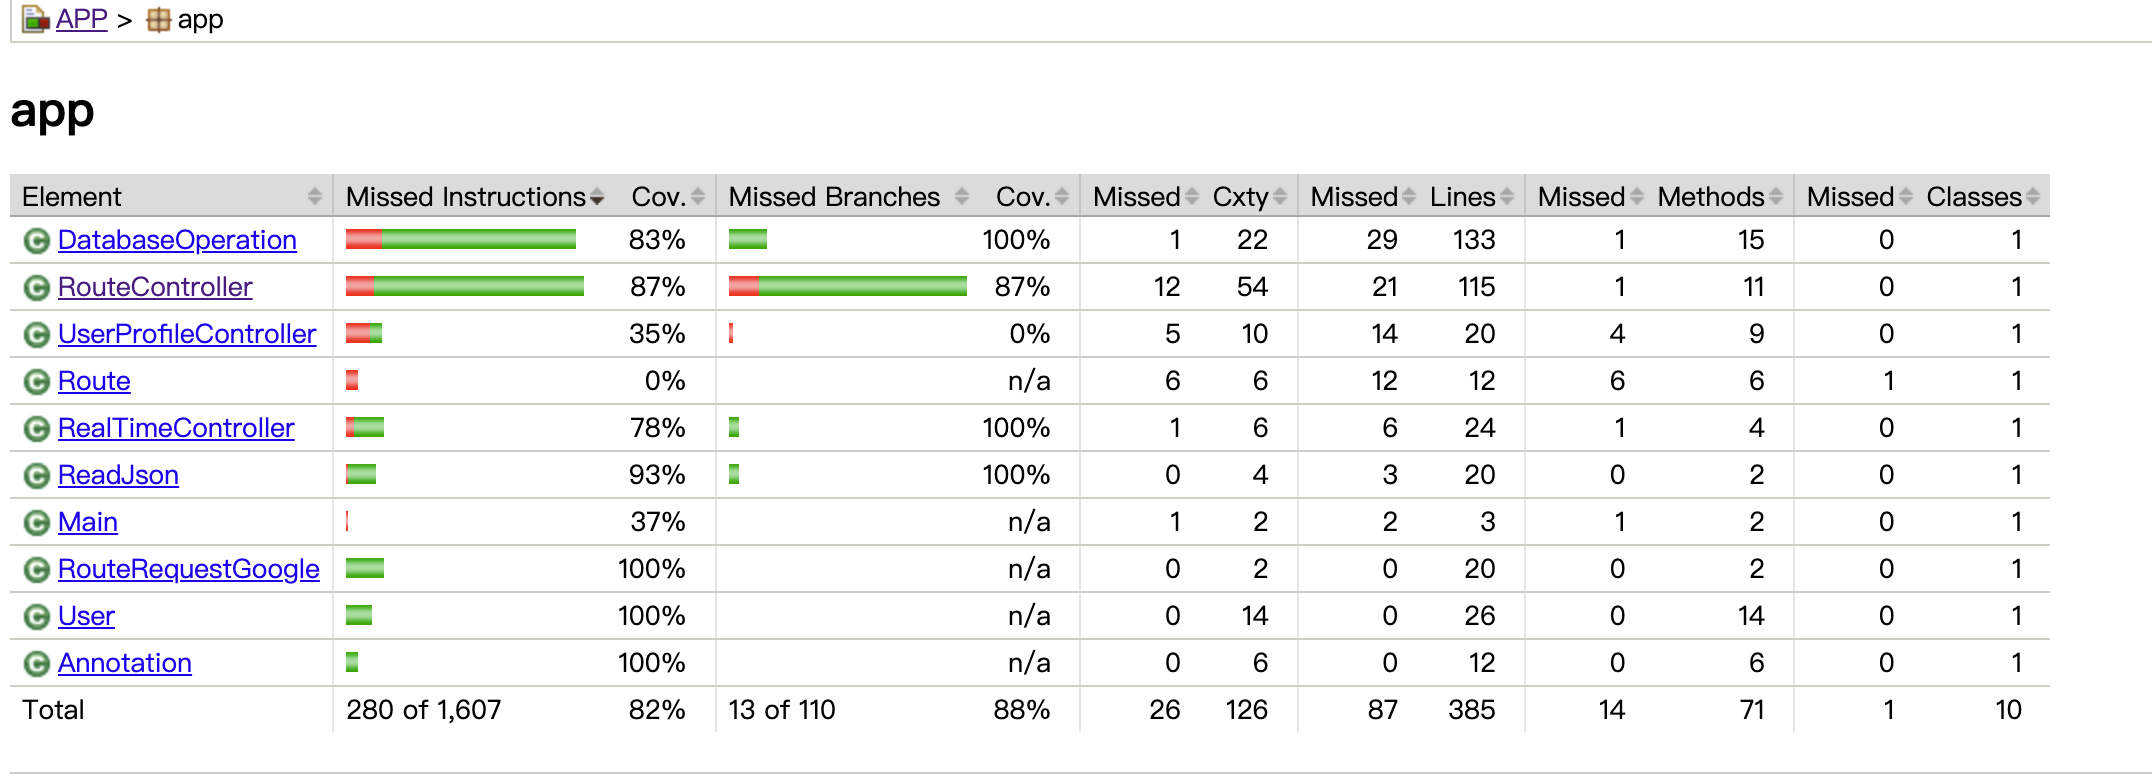 APP > app
app
Element Missed Instructions Cov. Missed Branches Cov. Missed Cxty Missed Lines Missed Methods Missed Classes
DatabaseOperation 83% 100% 1 22 29 133 1 15 0 1
RouteController 87% 87% 12 54 21 115 1 11 0 1
UserProfileController 35% 0% 5 10 14 20 4 9 0 1
Route 0% n/a 6 6 12 12 6 6 1 1
RealTimeController 78% 100% 1 6 6 24 1 4 0 1
ReadJson 93% 100% 0 4 3 20 0 2 0 1
Main 37% n/a 1 2 2 3 1 2 0 1
RouteRequestGoogle 100% n/a 0 2 0 20 0 2 0 1
User 100% n/a 0 14 0 26 0 14 0 1
Annotation 100% n/a 0 6 0 12 0 6 0 1
Total 280 of 1,607 82% 13 of 110 88% 26 126 87 385 14 71 1 10